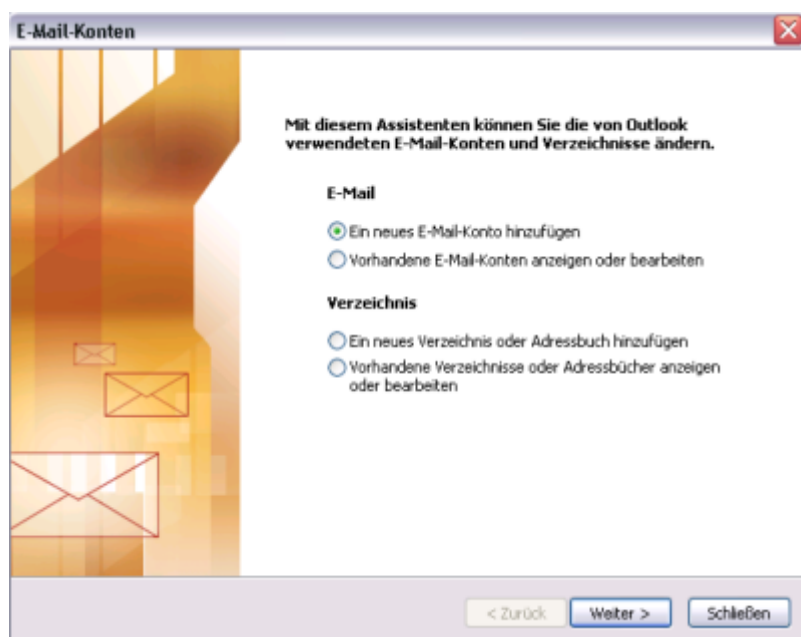 E-Mail-Konten
Mit diesem Assistenten können Sie die von Outlook
verwendeten E-Mail-Konten und Verzeichnisse ändern.
E-Mail
Ein neues E-Mail-Konto hinzufügen
Vorhandene E-Mail-Konten anzeigen oder bearbeiten
Verzeichnis
Ein neues Verzeichnis oder Adressbuch hinzufügen
Vorhandene Verzeichnisse oder Adressbücher anzeigen
oder bearbeiten
< Zurück Weiter > Schließen